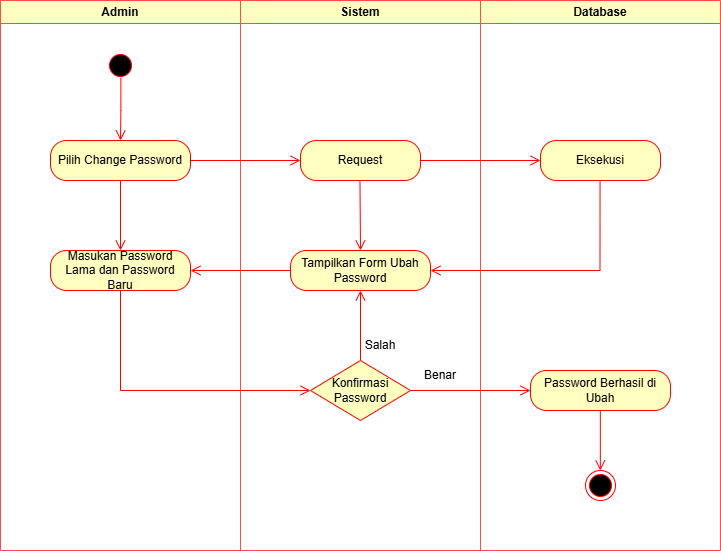 Admin
Sistem
Database
Pilih Change Password
Request
Eksekusi
Masukan Password
Lama dan Password
Baru
Tampilkan Form Ubah
Password
Salah
Konfirmasi
Password
Benar
Password Berhasil di
Ubah